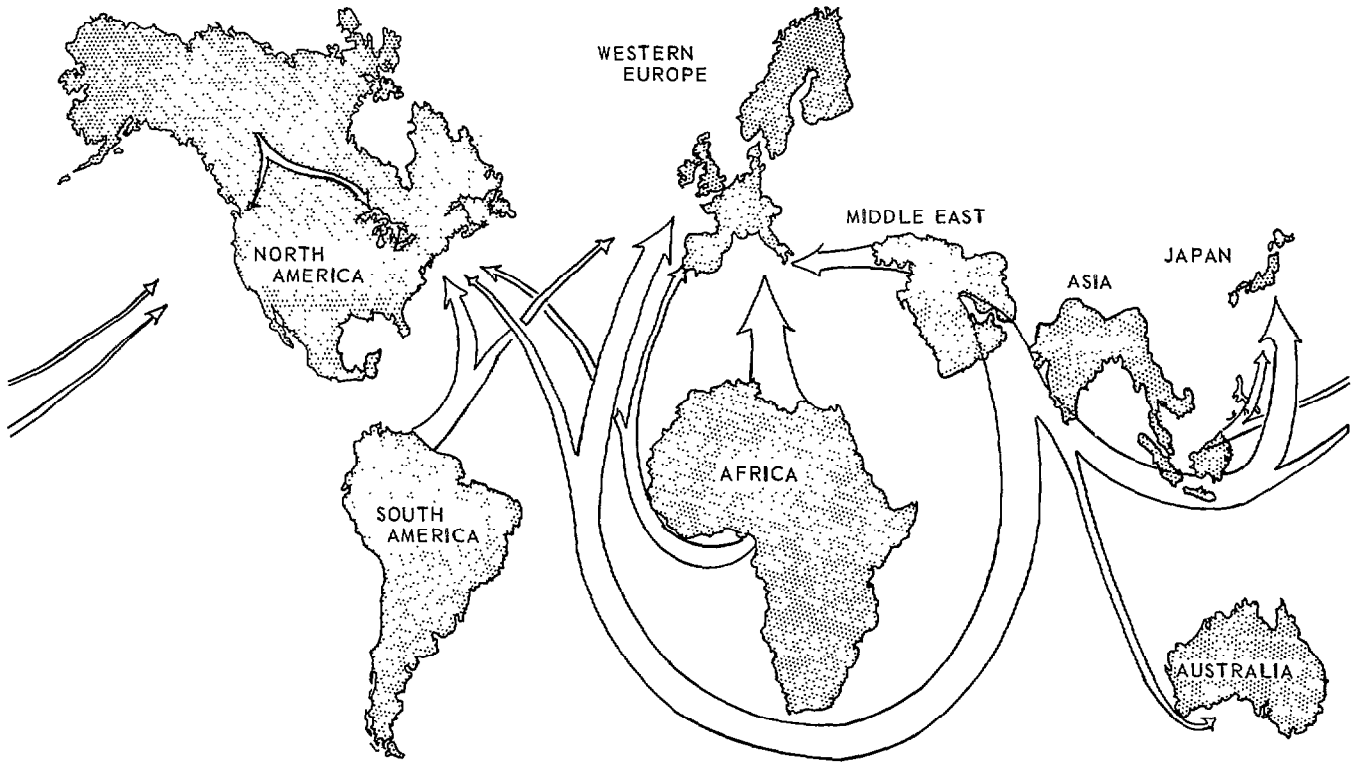 WESTERN
EUROPE
MIDDLE EAST
NORTH
AMERICA
JAPAN
ASIA
AFRICA
SOUTH
AMERICA
AUSTRALIA